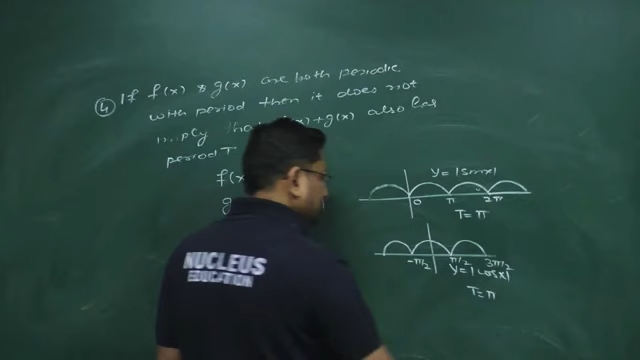 ④ If f(x) & g(x) are both periodic
with period then it does not
imply x)+g(x) also has
period T
f(x
g
y=|sinx|
0 π 2π
T=π
-π/2 π/2 3π/2
y=|cosx|
T=π
NUCLEUS
EDUCATION